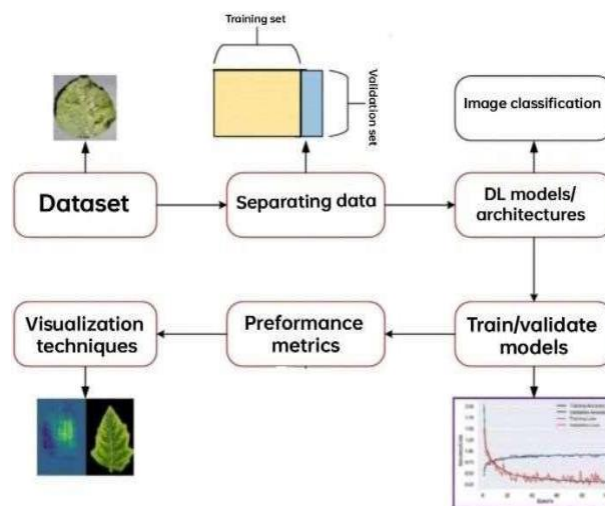 Training set
Validation set
Image classification
Dataset
Separating data
DL models/
architectures
Visualization
techniques
Preformance
metrics
Train/validate
models